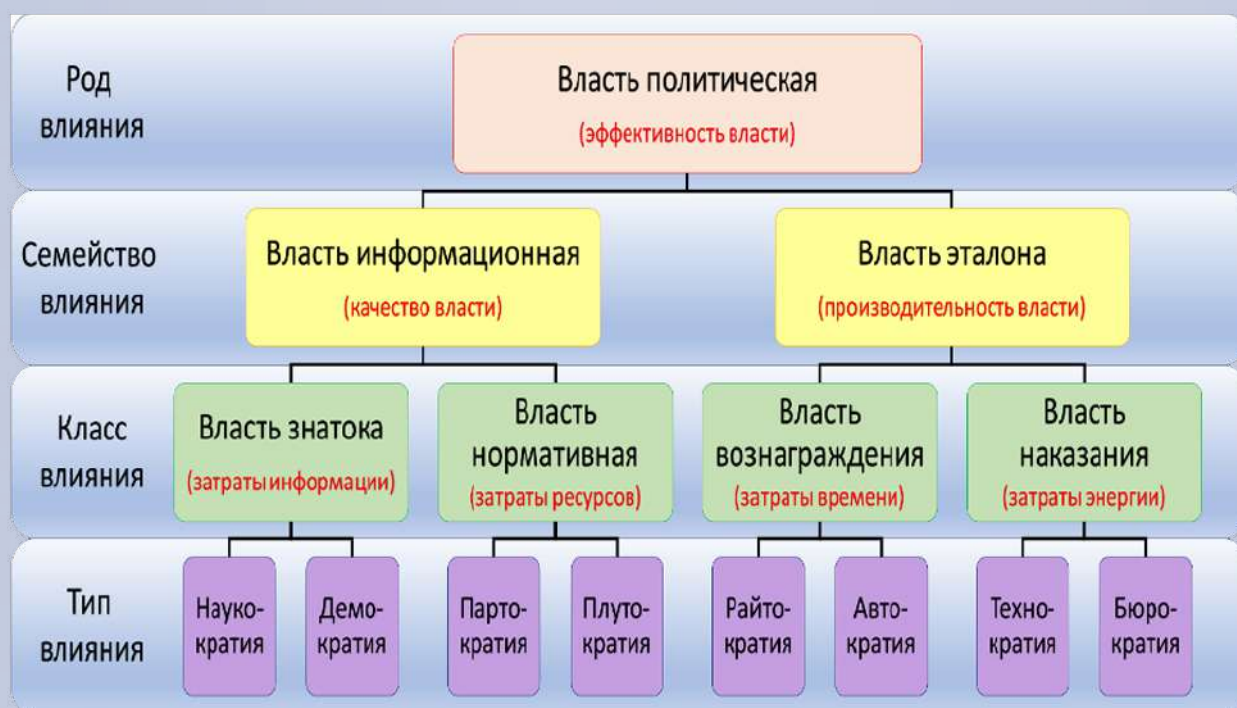 Род
влияния
Власть политическая
(эффективность власти)
Семейство
влияния
Власть информационная
(качество власти)
Власть эталона
(производительность власти)
Класс
влияния
Власть знатока
(затраты информации)
Власть
нормативная
(затраты ресурсов)
Власть
вознаграждения
(затраты времени)
Власть
наказания
(затраты энергии)
Тип
влияния
Науко-
кратия
Демо-
кратия
Парто-
кратия
Плуто-
кратия
Райто-
кратия
Авто-
кратия
Техно-
кратия
Бюро-
кратия